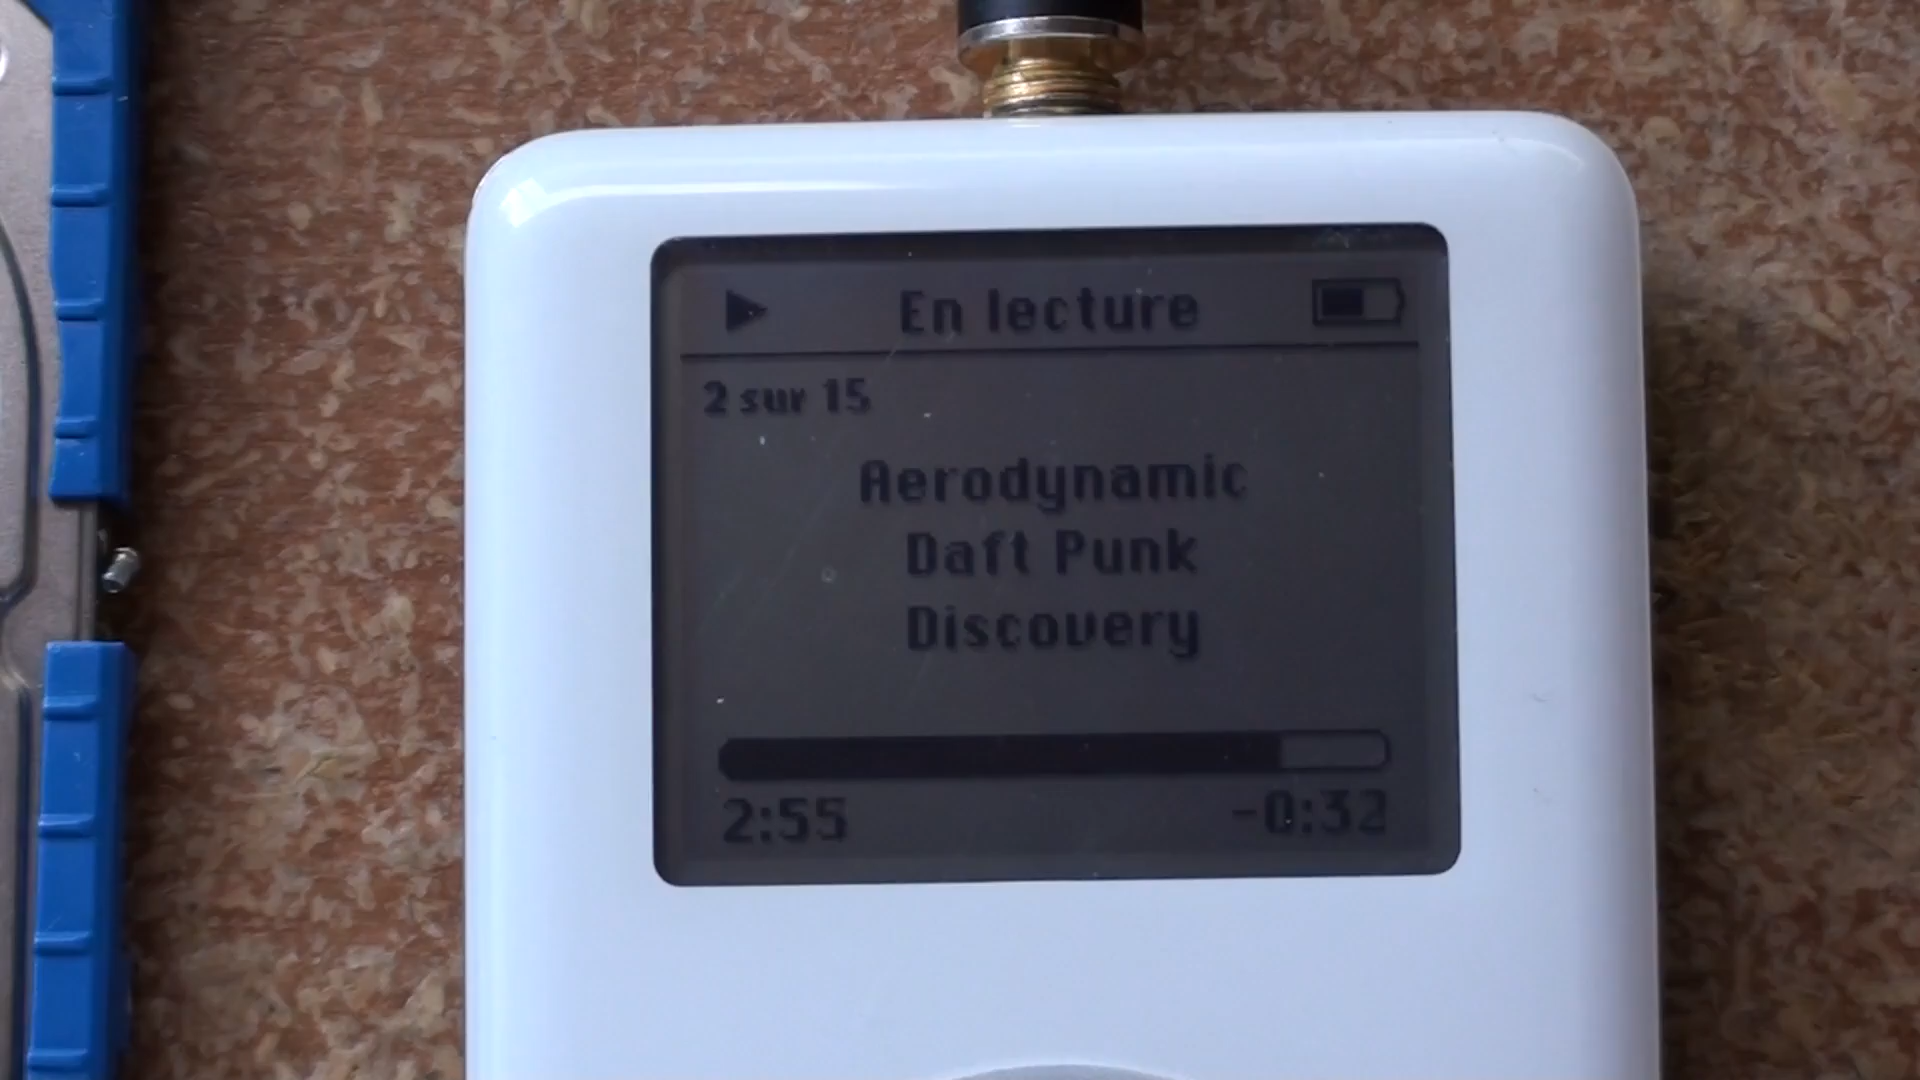 En lecture
2 sur 15
Aerodynamic
Daft Punk
Discovery
2:55 -0:32